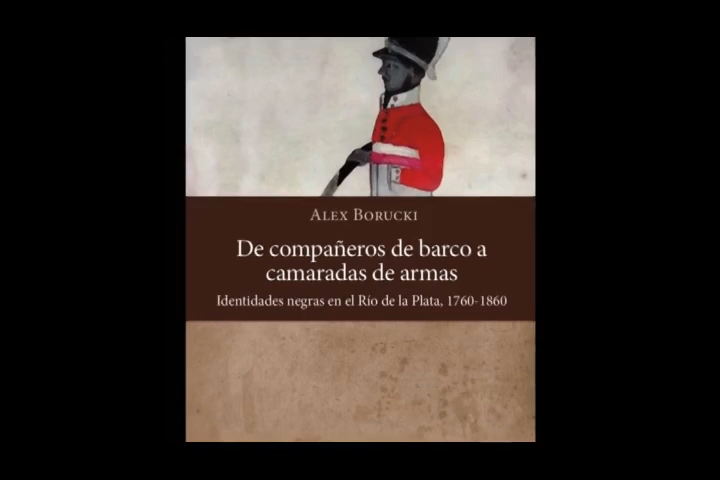 ALEX BORUCKI
De compañeros de barco a
camaradas de armas
Identidades negras en el Río de la Plata, 1760-1860